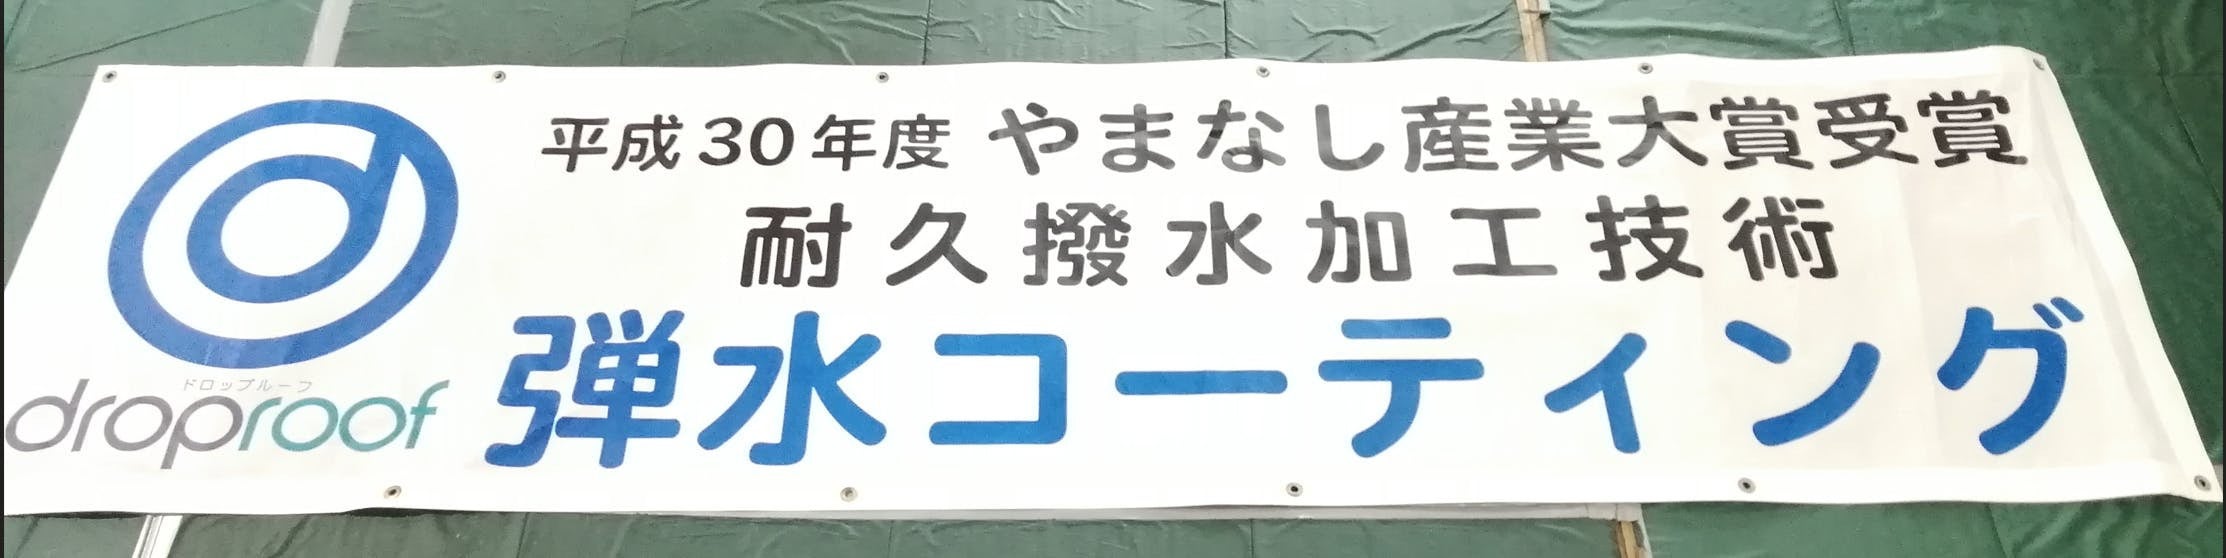 平成30年度 やまなし産業大賞受賞
耐久撥水加工技術
弾水コーティング
ドロップルーフ
droproof